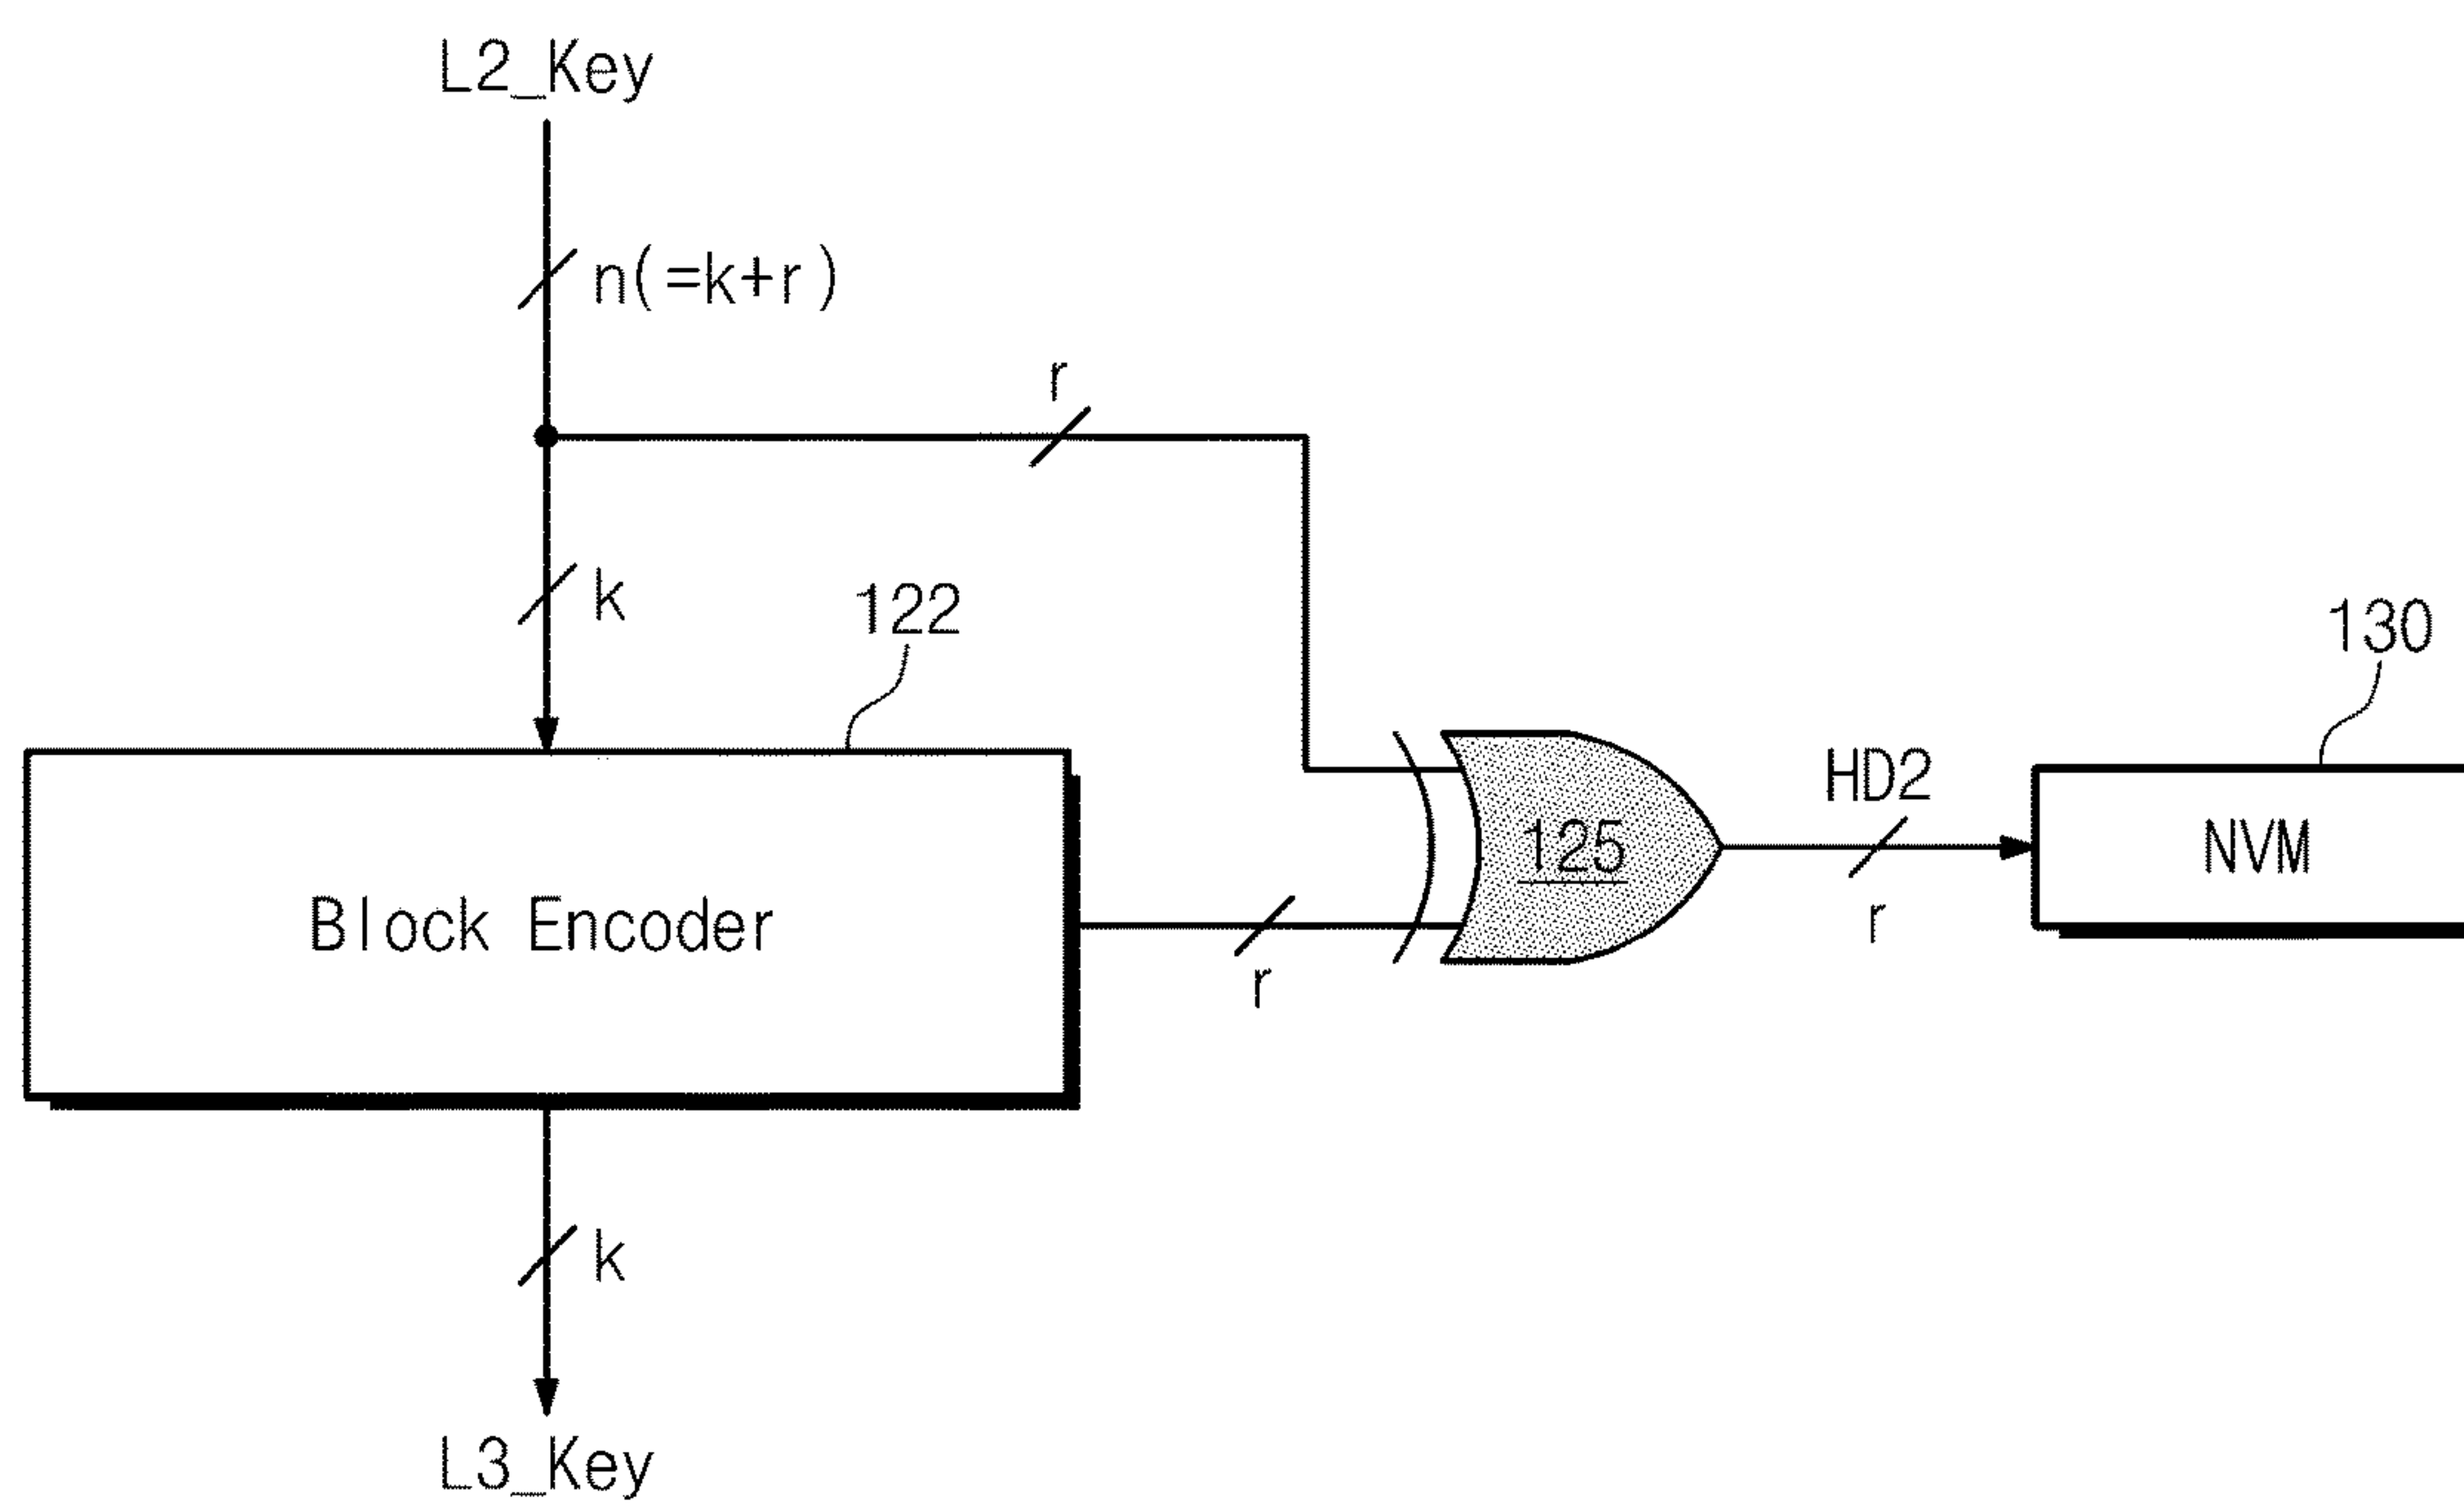 L2_Key
n(=k+r)
r
k
122
130
HD2
125
NVM
r
Block Encoder
r
k
L3_Key